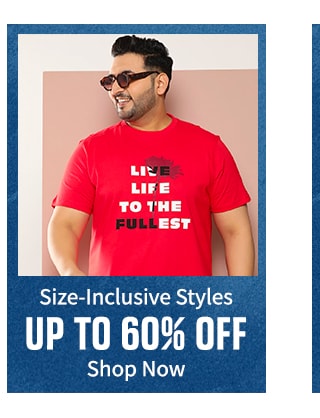 LIVE
LIFE
TO THE
FULLEST
Size-Inclusive Styles
UP TO 60% OFF
Shop Now